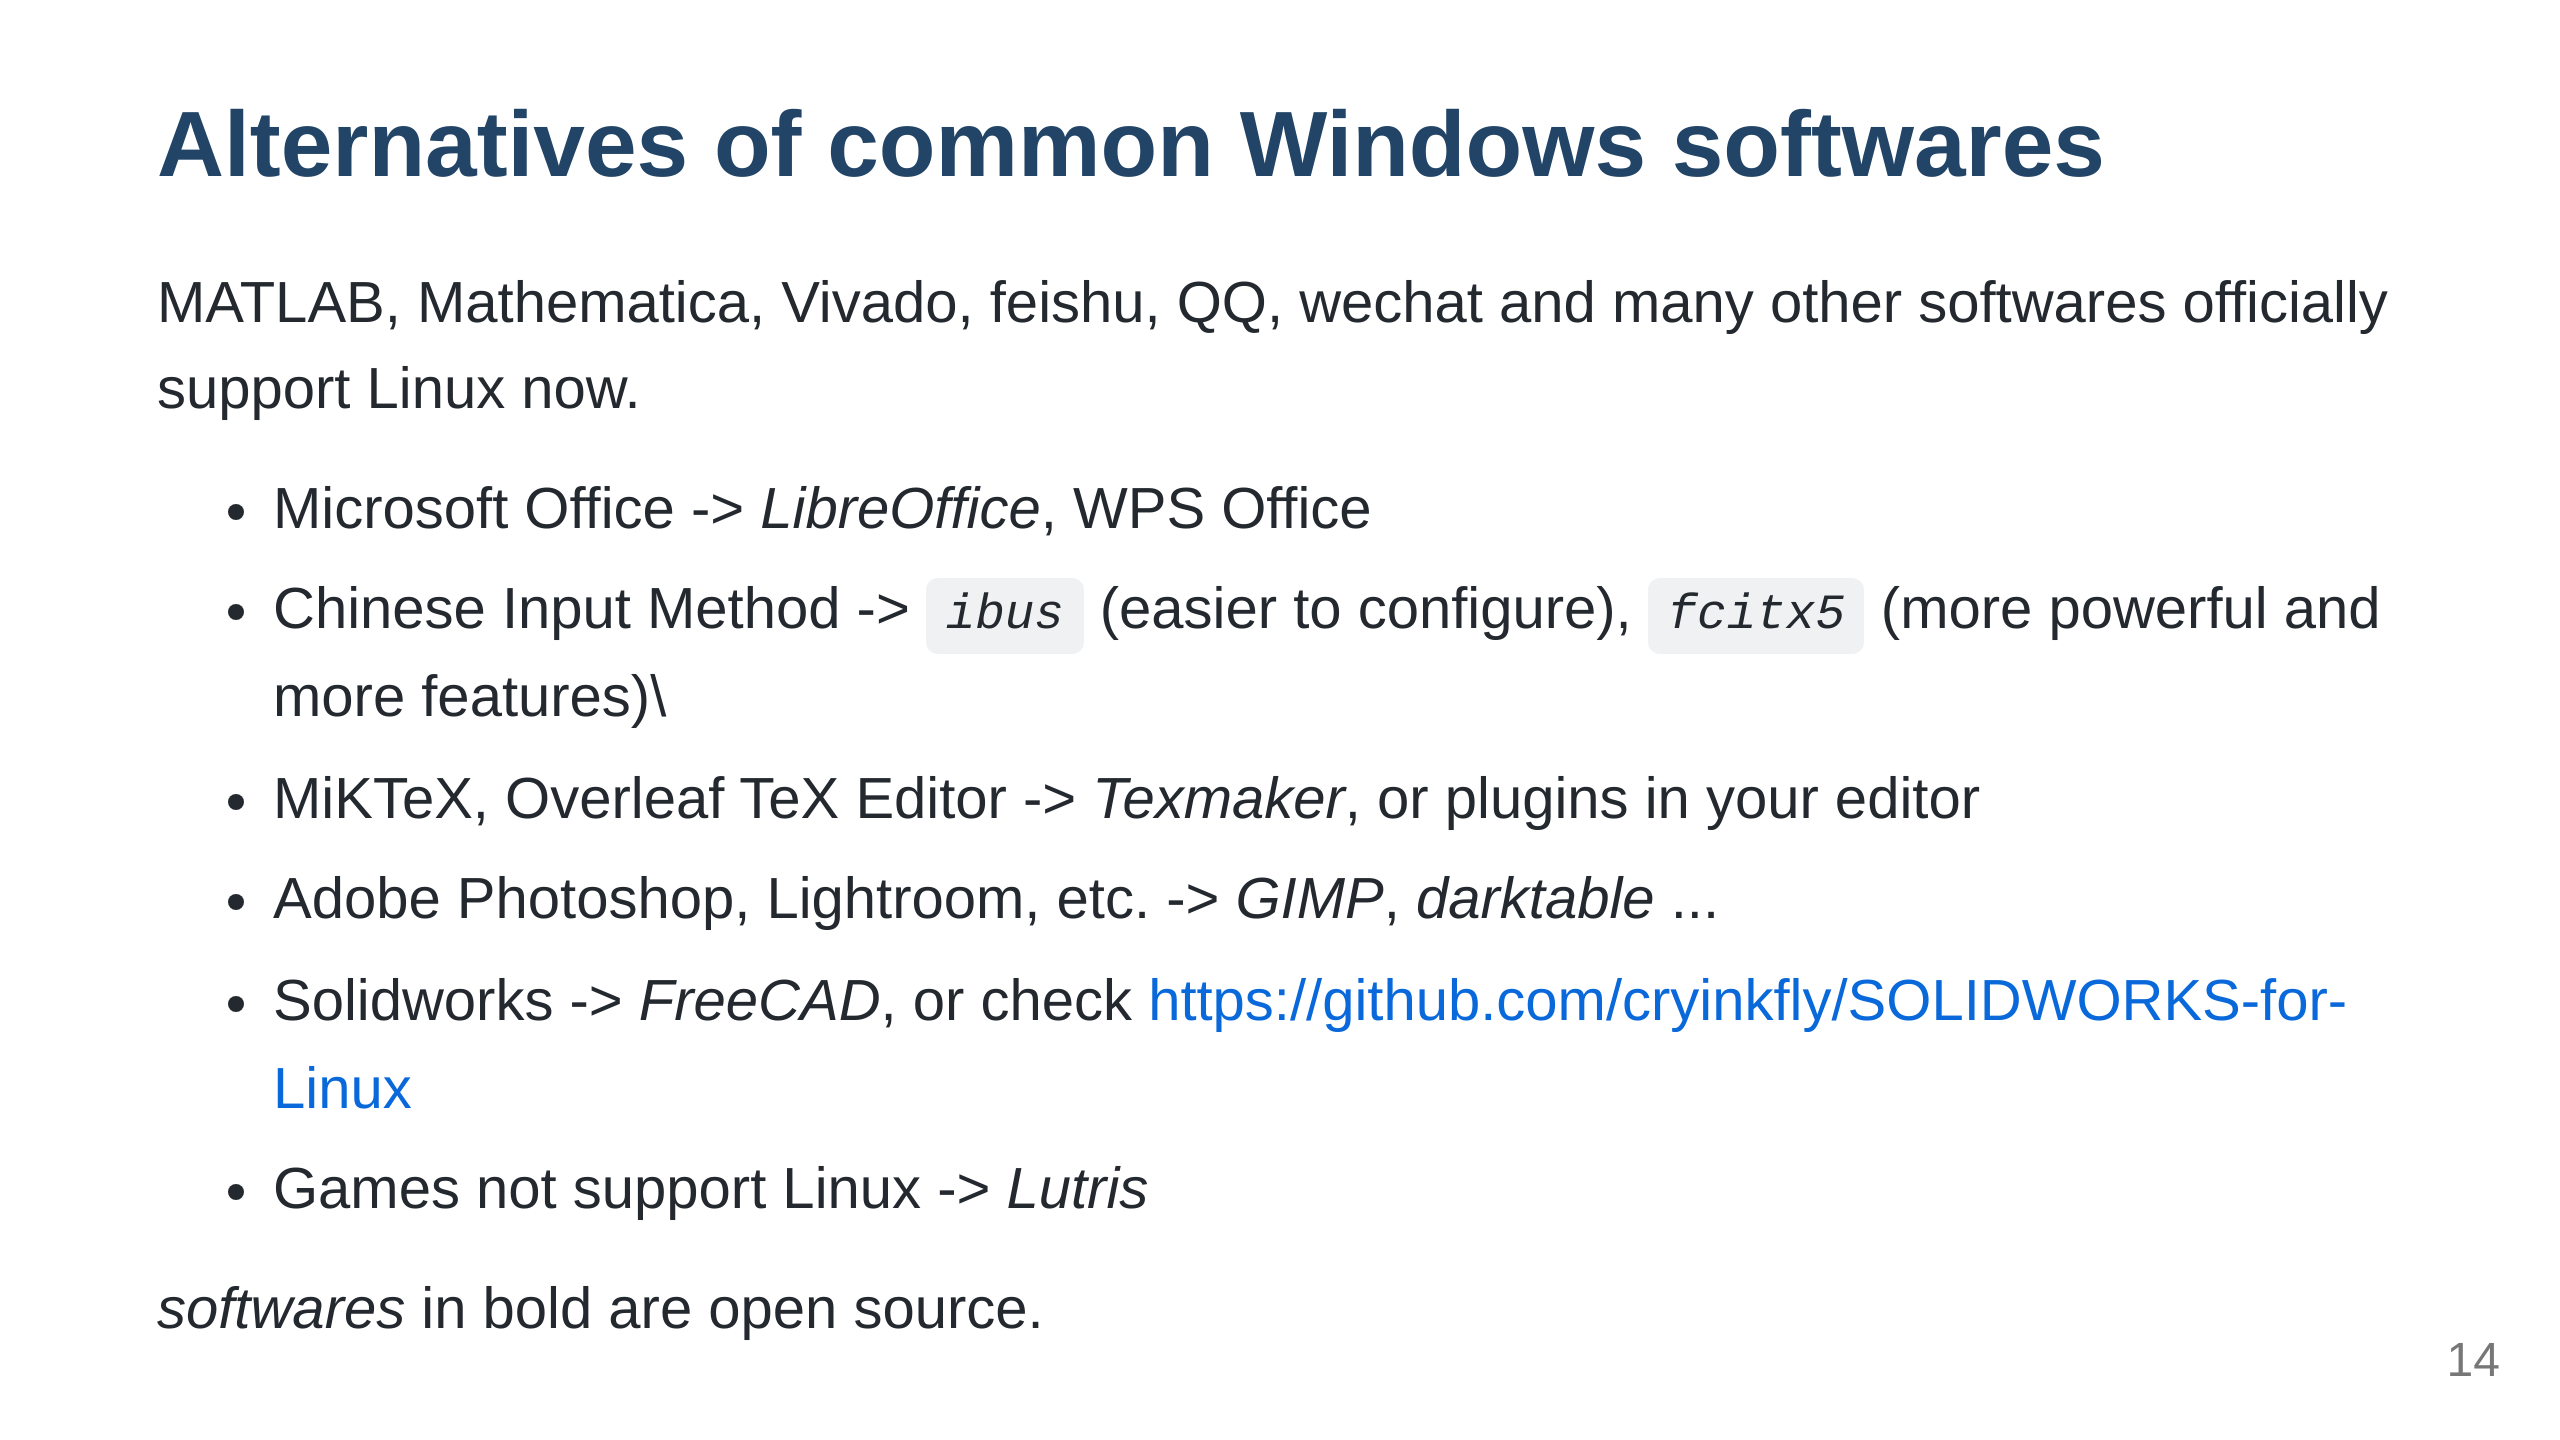 Alternatives of common Windows softwares
MATLAB, Mathematica, Vivado, feishu, QQ, wechat and many other softwares officially
support Linux now.
• Microsoft Office -> LibreOffice, WPS Office
• Chinese Input Method -> ibus (easier to configure), fcitx5 (more powerful and
more features)\
• MiKTeX, Overleaf TeX Editor -> Texmaker, or plugins in your editor
• Adobe Photoshop, Lightroom, etc. -> GIMP, darktable ...
• Solidworks -> FreeCAD, or check https://github.com/cryinkfly/SOLIDWORKS-for-
Linux
• Games not support Linux -> Lutris
softwares in bold are open source.
14